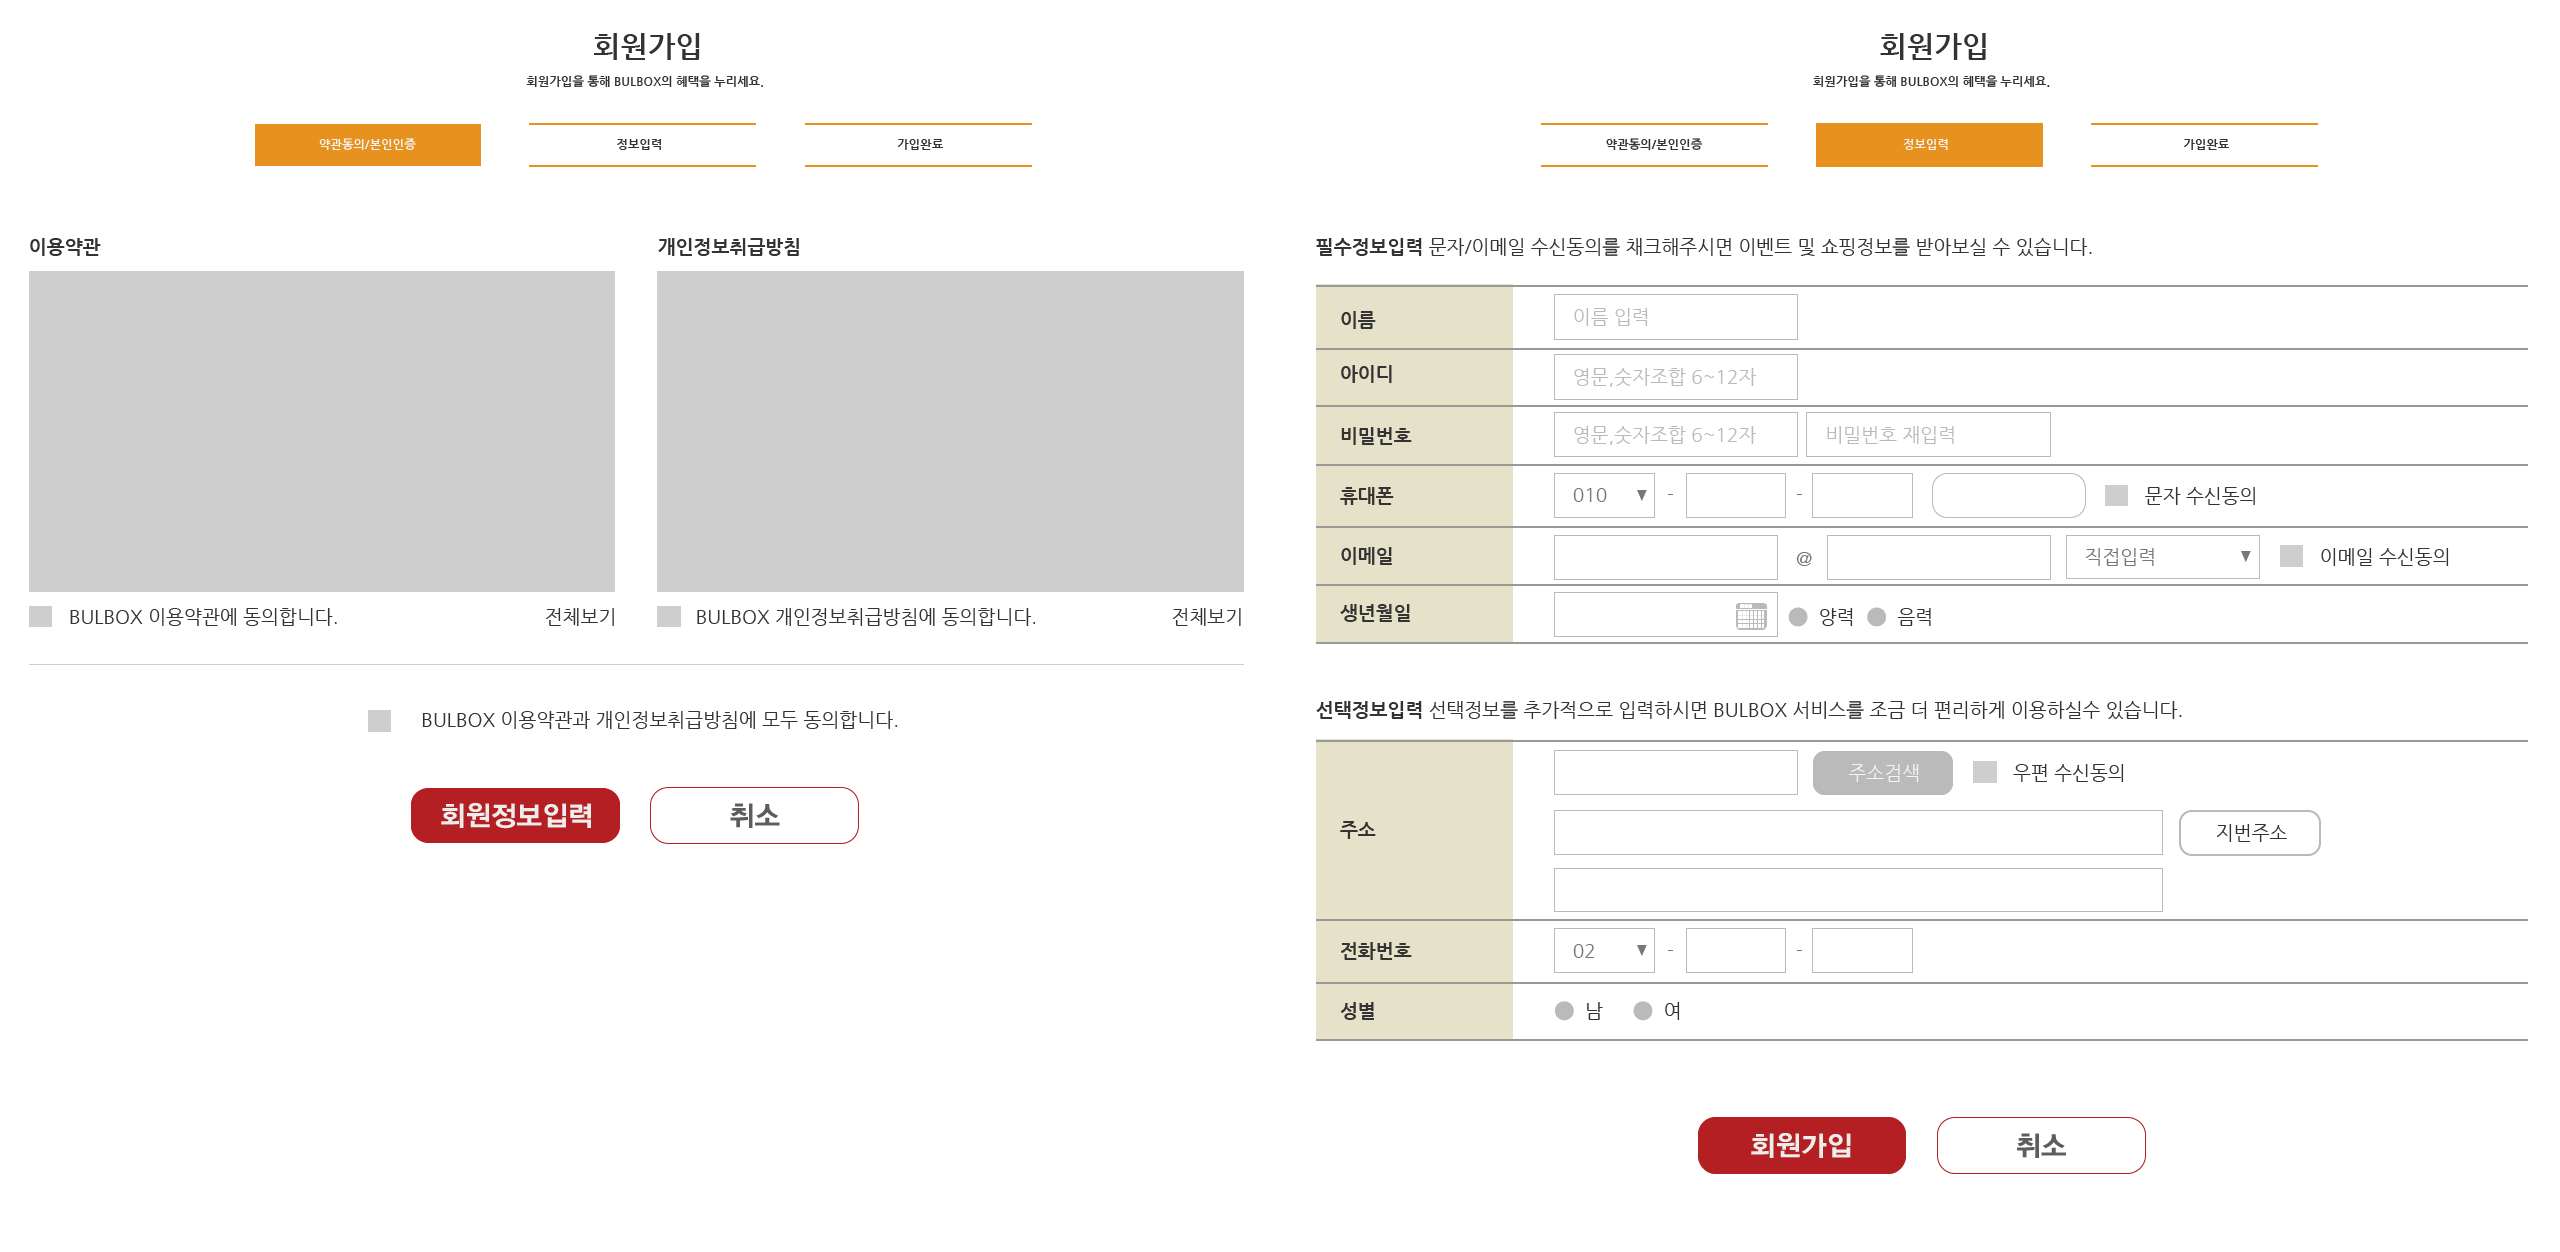 회원가입
회원가입을 통해 BULBOX의 혜택을 누리세요.
약관동의/본인인증 정보입력 가입완료
이용약관 개인정보취급방침
BULBOX 이용약관에 동의합니다. 전체보기 BULBOX 개인정보취급방침에 동의합니다. 전체보기
BULBOX 이용약관과 개인정보취급방침에 모두 동의합니다.
회원정보입력 취소
회원가입
회원가입을 통해 BULBOX의 혜택을 누리세요.
약관동의/본인인증 정보입력 가입완료
필수정보입력 문자/이메일 수신동의를 채크해주시면 이벤트 및 쇼핑정보를 받아보실 수 있습니다.
이름 이름 입력
아이디 영문,숫자조합 6~12자
비밀번호 영문,숫자조합 6~12자 비밀번호 재입력
휴대폰 010 ▼ - - 문자 수신동의
이메일 @ 직접입력 ▼ 이메일 수신동의
생년월일 양력 음력
선택정보입력 선택정보를 추가적으로 입력하시면 BULBOX 서비스를 조금 더 편리하게 이용하실수 있습니다.
주소 주소검색 우편 수신동의
지번주소
전화번호 02 ▼ - -
성별 남 여
회원가입 취소